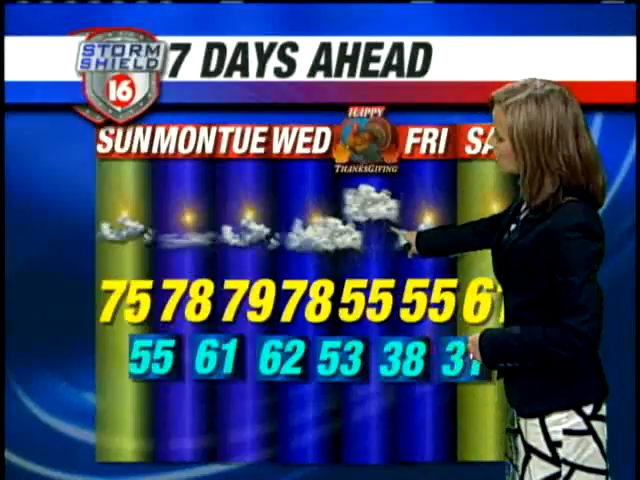 STORM
SHIELD
16
7 DAYS AHEAD
SUN MON TUE WED HAPPY THANKSGIVING FRI SA
75 78 79 78 55 55
55 61 62 53 38